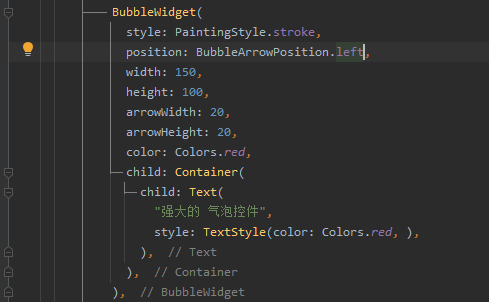 BubbleWidget(
style: PaintingStyle.stroke,
position: BubbleArrowPosition.left,
width: 150,
height: 100,
arrowWidth: 20,
arrowHeight: 20,
color: Colors.red,
child: Container(
child: Text(
"强大的 气泡控件",
style: TextStyle(color: Colors.red, ),
), // Text
), // Container
), // BubbleWidget